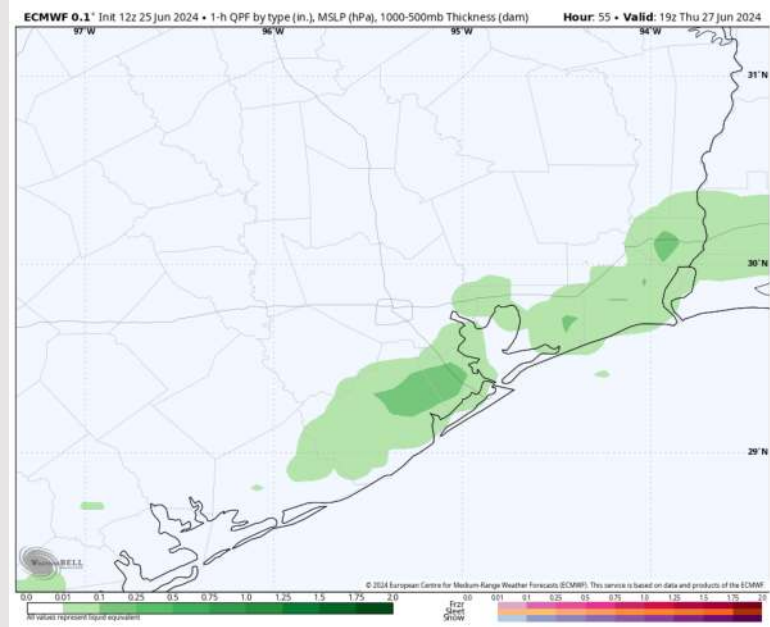 ECMWF 0.1° Init 12z 25 Jun 2024 • 1-h QPF by type (in.), MSLP (hPa), 1000-500mb Thickness (dam) Hour: 55 • Valid: 19z Thu 27 Jun 2024
97°W 96°W 95°W 94°W
31°N
30°N
29°N
WEATHERBELL
© 2024 European Centre for Medium-Range Weather Forecasts (ECMWF). This service is based on data and products of the ECMWF.
0.0 0.01 0.1 0.25 0.5 0.75 1.0 1.25 1.5 1.75 2.0
0.0 0.01 0.1 0.25 0.5 0.75 1.0 1.25 1.5 1.75 2.0
All values represent liquid equivalent
Frzr
Sleet
Snow